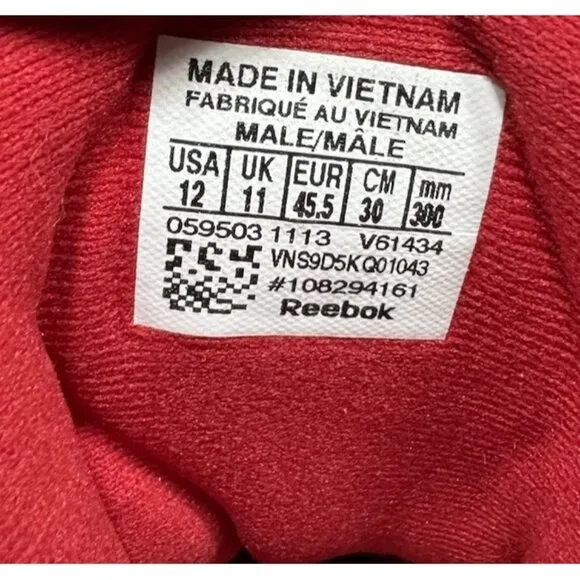 MADE IN VIETNAM
FABRIQUÉ AU VIETNAM
MALE/MÂLE
USA UK EUR CM mm
12 11 45.5 30 300
059503 1113 V61434
VNS9D5KQ01043
#108294161
Reebok